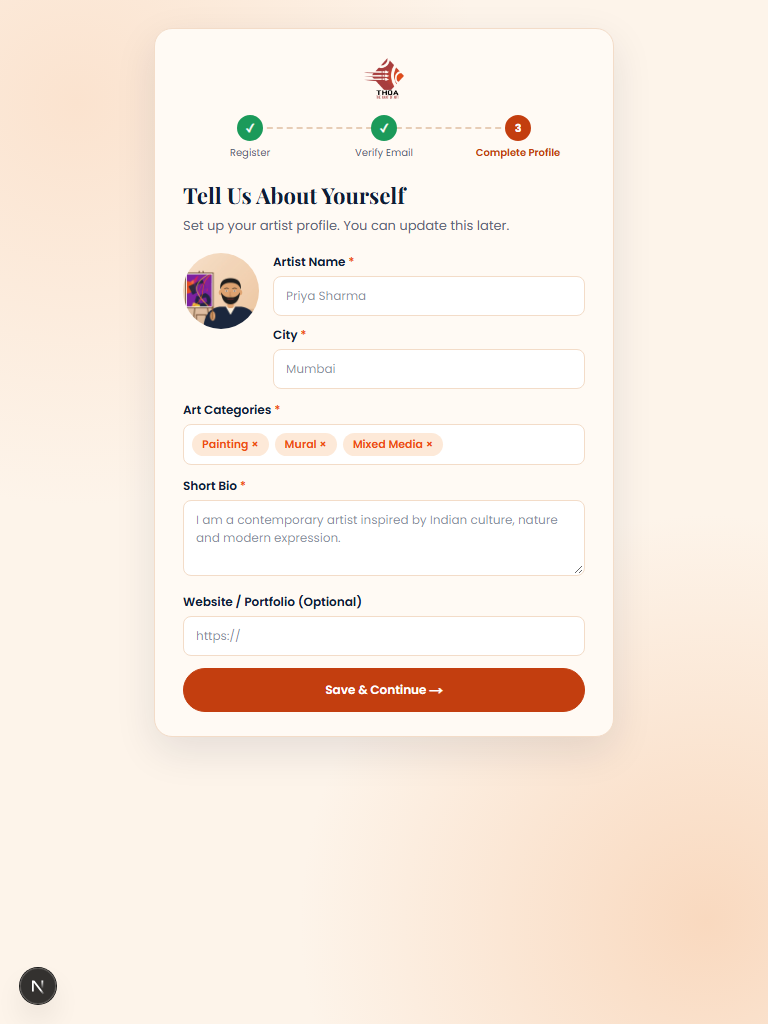 THOA
✓
✓
3
Register
Verify Email
Complete Profile
Tell Us About Yourself
Set up your artist profile. You can update this later.
Artist Name *
Priya Sharma
City *
Mumbai
Art Categories *
Painting × Mural × Mixed Media ×
Short Bio *
I am a contemporary artist inspired by Indian culture, nature
and modern expression.
Website / Portfolio (Optional)
https://
Save & Continue →
N